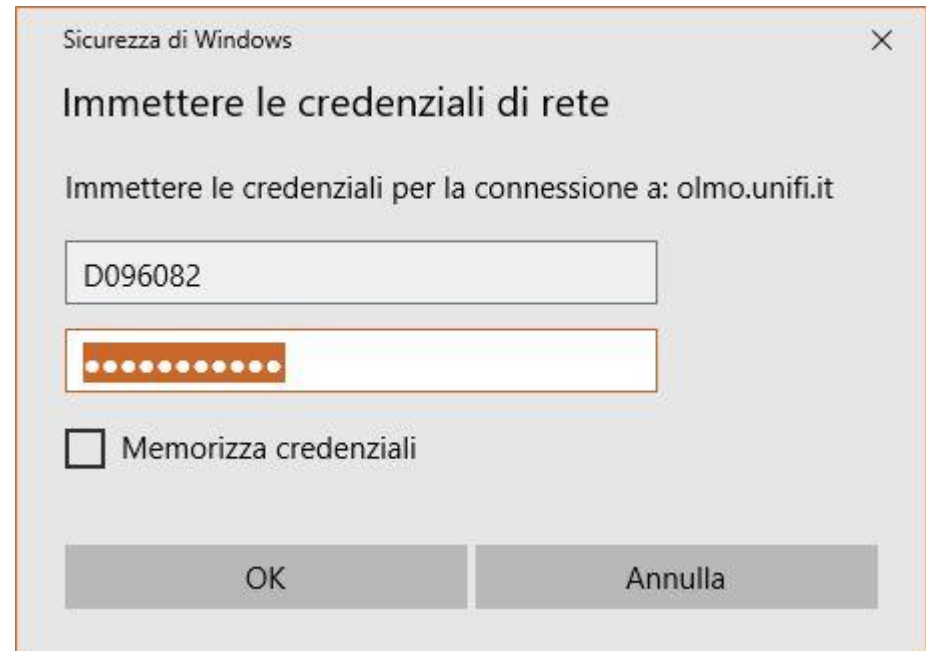 Sicurezza di Windows
Immettere le credenziali di rete
Immettere le credenziali per la connessione a: olmo.unifi.it
D096082
●●●●●●●●●●●
Memorizza credenziali
OK
Annulla